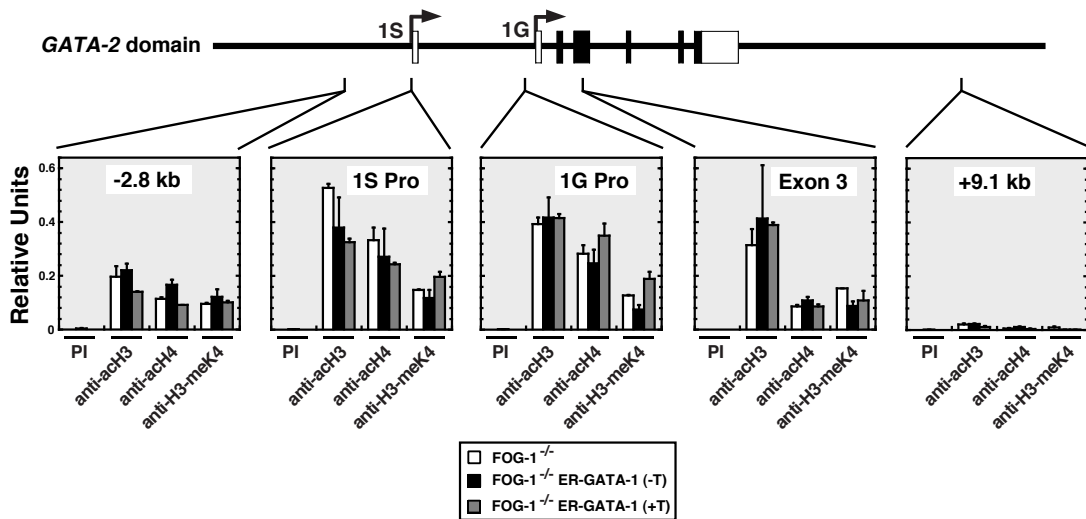 1S
1G
GATA-2 domain
-2.8 kb
1S Pro
1G Pro
Exon 3
+9.1 kb
Relative Units
0.6
0.4
0.2
0
PI
anti-acH3
anti-acH4
anti-H3-meK4
PI
anti-acH3
anti-acH4
anti-H3-meK4
PI
anti-acH3
anti-acH4
anti-H3-meK4
PI
anti-acH3
anti-acH4
anti-H3-meK4
PI
anti-acH3
anti-acH4
anti-H3-meK4
FOG-1 -/-
FOG-1 -/- ER-GATA-1 (-T)
FOG-1 -/- ER-GATA-1 (+T)